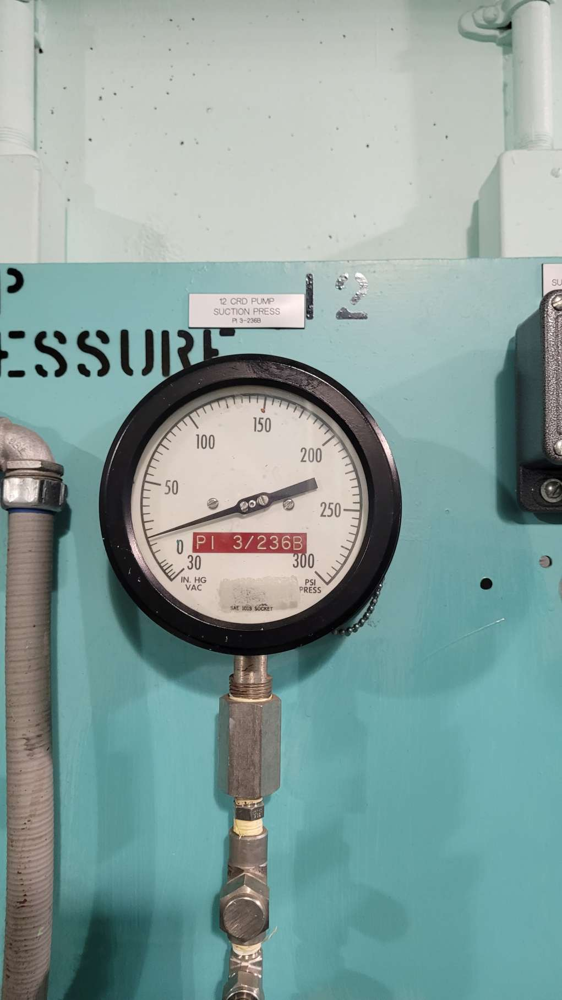 P
12
12 CRD PUMP
SUCTION PRESS
PI 3-236B
SU
ESSURE
150
100
200
50
250
0
PI 3/236B
30
300
IN. HG
VAC
PSI
PRESS
SAE 1019 SOCKET